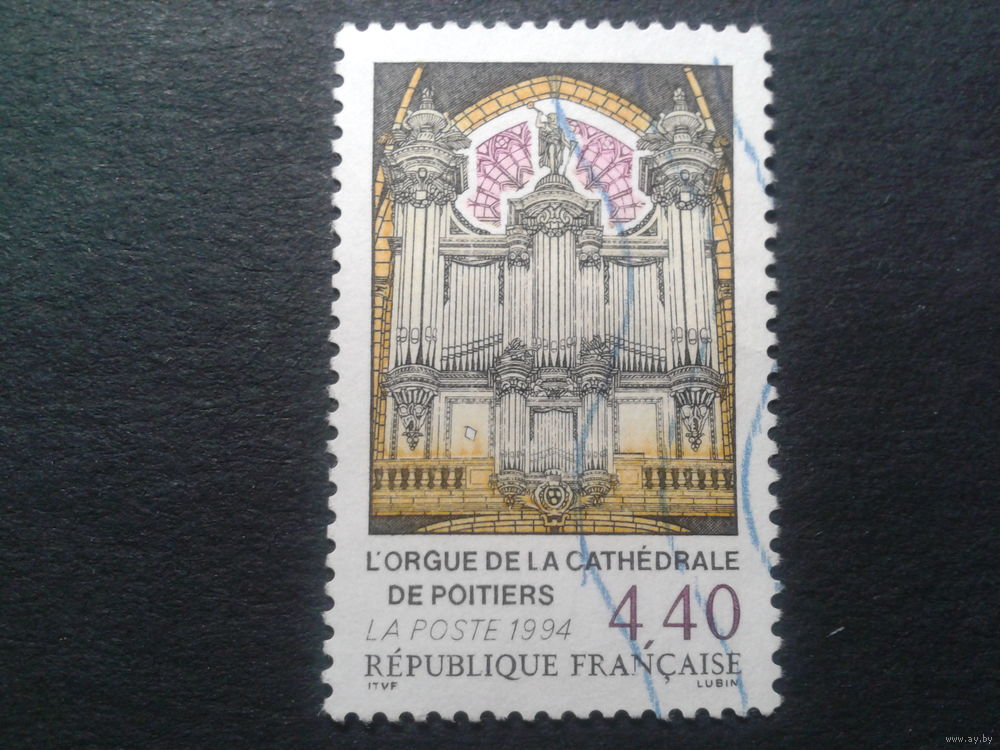 L'ORGUE DE LA CATHÉDRALE
DE POITIERS
LA POSTE 1994
4,40
RÉPUBLIQUE FRANÇAISE
ITVF
LUBIN
www.ay.by